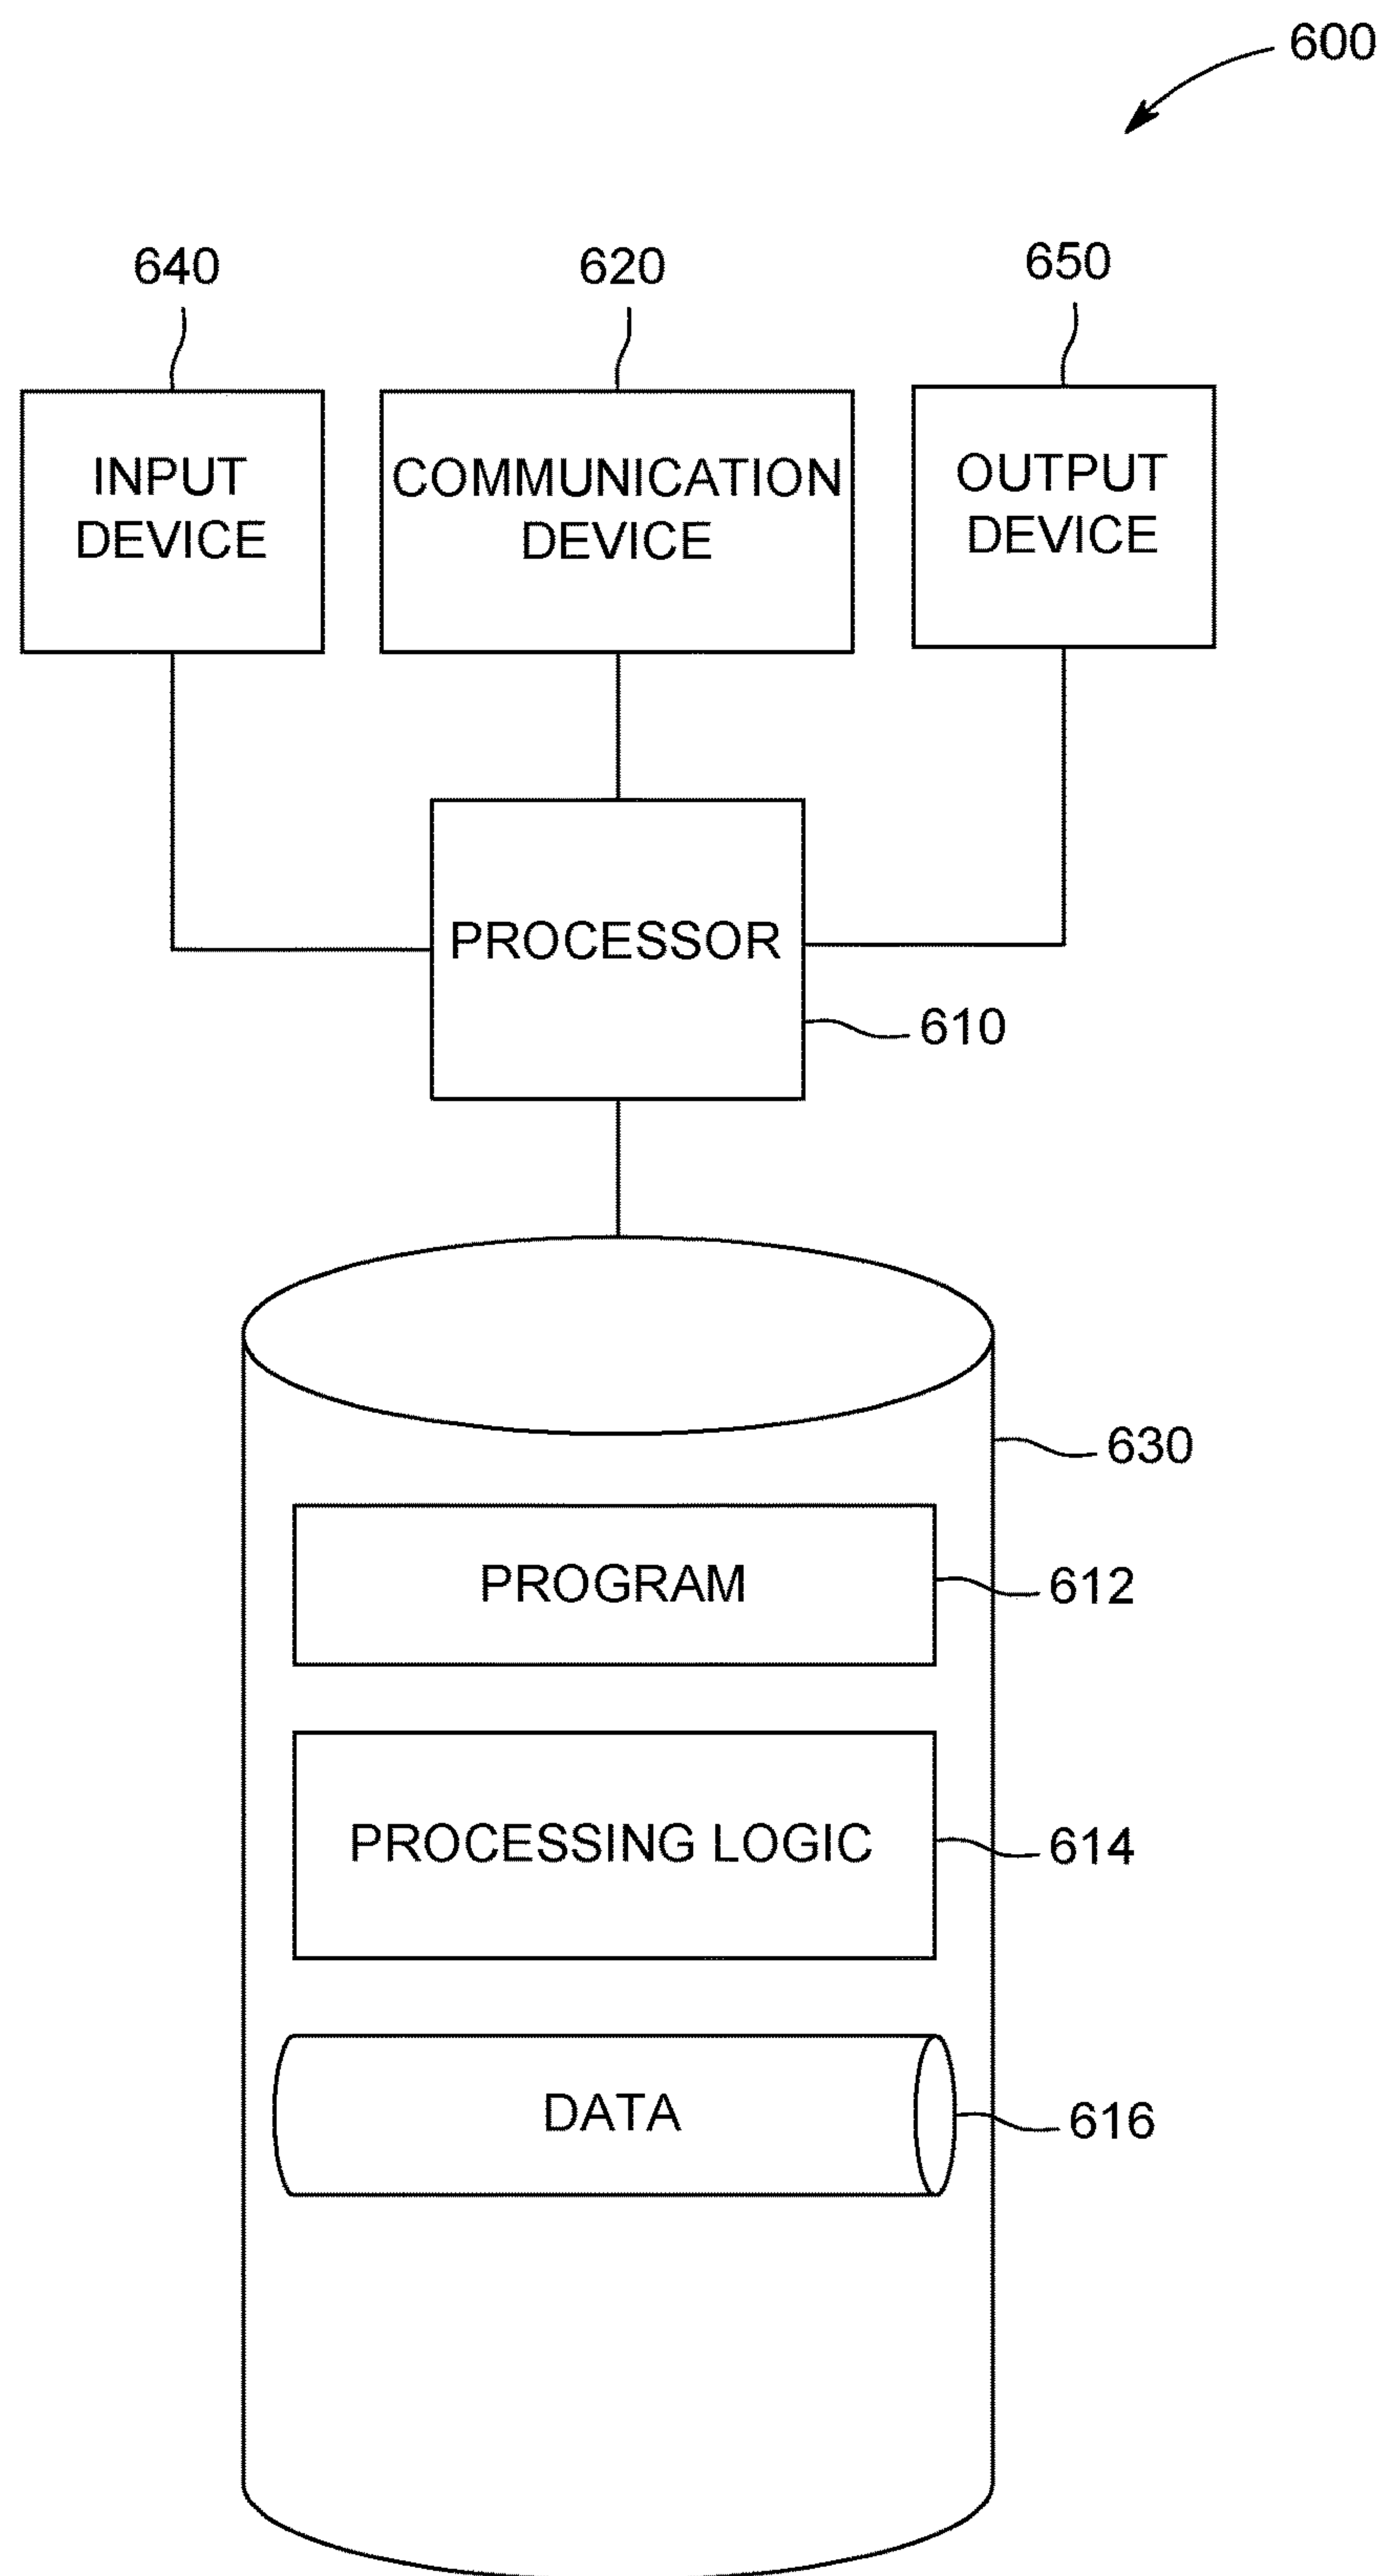 600
640
620
650
INPUT
DEVICE
COMMUNICATION
DEVICE
OUTPUT
DEVICE
PROCESSOR
610
630
PROGRAM
612
PROCESSING LOGIC
614
DATA
616